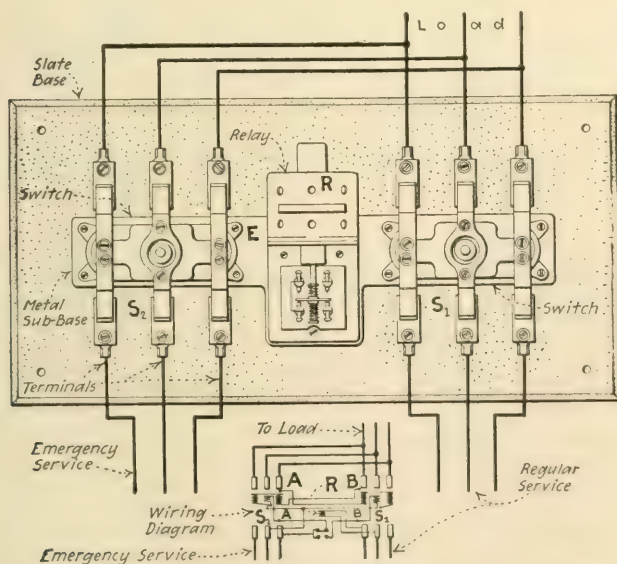 Load
Slate
Base
Relay
R
Switch
E
Metal
Sub-Base
S2
S1
Switch
Terminals
To Load
Emergency
Service
A
R
B
Regular
Service
Wiring
Diagram
S
A
B
S1
Emergency Service